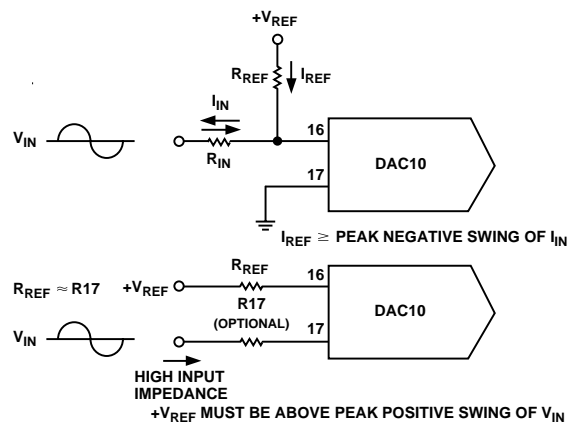 +VREF
RREF
IREF
IIN
VIN
RIN
16
17
DAC10
IREF ≥ PEAK NEGATIVE SWING OF IIN
RREF
RREF ≈ R17
+VREF
16
R17
(OPTIONAL)
17
DAC10
VIN
HIGH INPUT
IMPEDANCE
+VREF MUST BE ABOVE PEAK POSITIVE SWING OF VIN